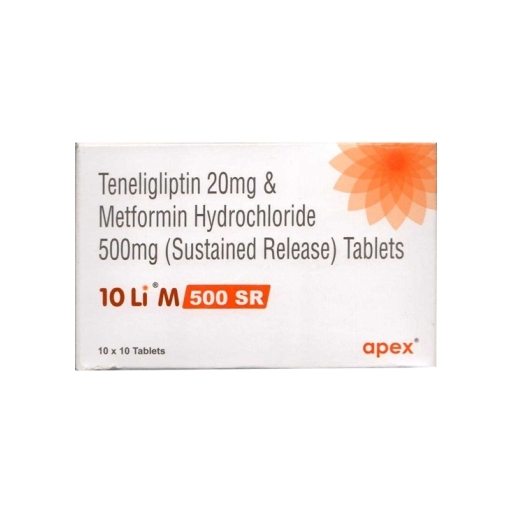 Teneligliptin 20mg &
Metformin Hydrochloride
500mg (Sustained Release) Tablets
10 Li® M 500 SR
10 x 10 Tablets
apex®